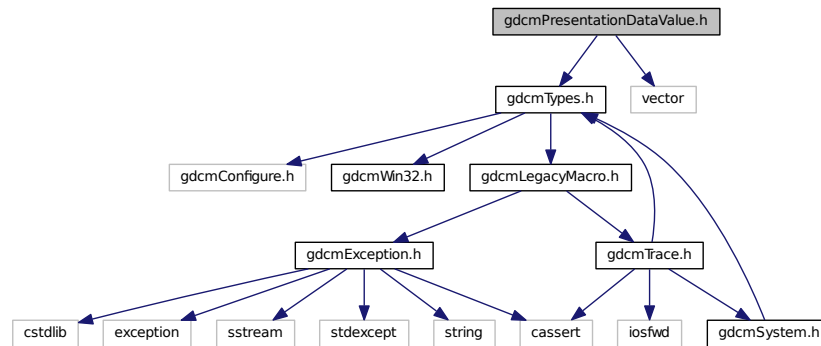 gdcmPresentationDataValue.h
gdcmTypes.h
vector
gdcmConfigure.h
gdcmWin32.h
gdcmLegacyMacro.h
gdcmException.h
gdcmTrace.h
cstdlib
exception
sstream
stdexcept
string
cassert
iosfwd
gdcmSystem.h